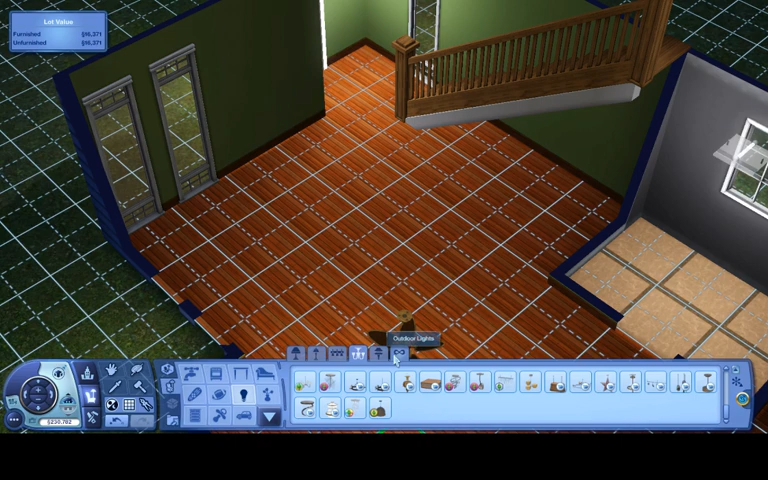 Lot Value
Furnished §16,371
Unfurnished §16,371
Outdoor Lights
§230,782